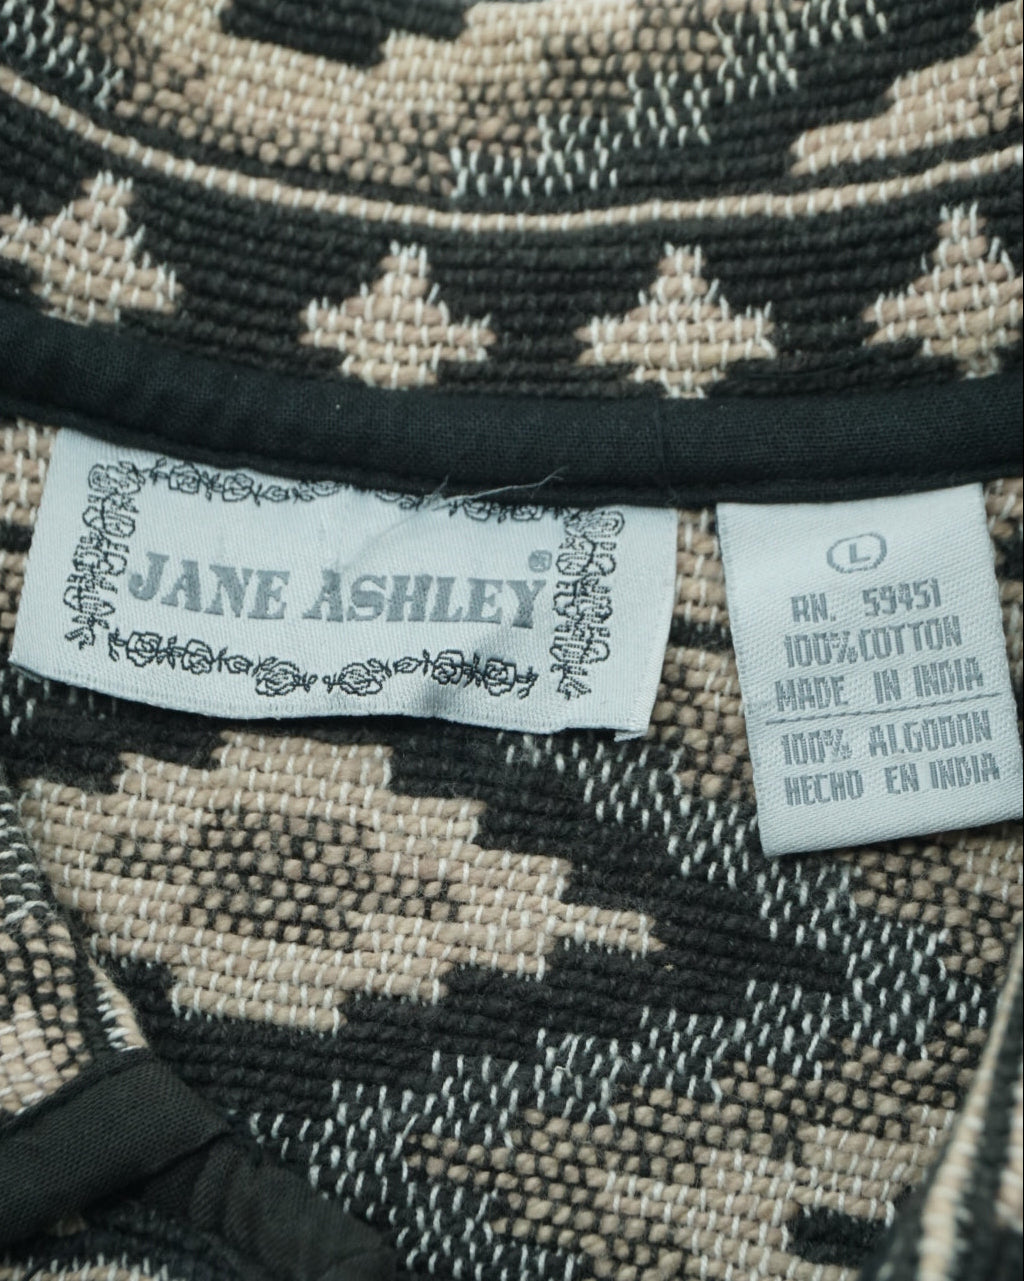 JANE ASHLEY®
L
RN. 59451
100% COTTON
MADE IN INDIA
100% ALGODON
HECHO EN INDIA